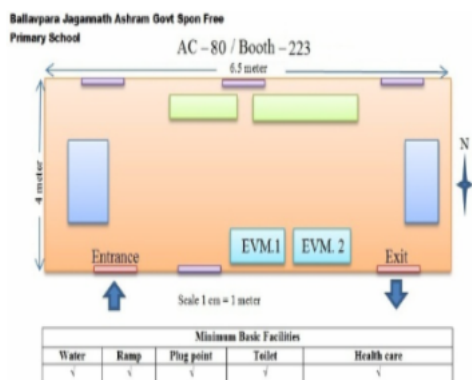 Ballavpara Jagannath Ashram Govt Spon Free
Primary School
AC – 80 / Booth – 223
6.5 meter
4 meter
N
EVM.1 EVM. 2
Entrance Exit
Scale 1 cm = 1 meter
Minimum Basic Facilities
Water Ramp Plug point Toilet Health care
√ √ √ √ √